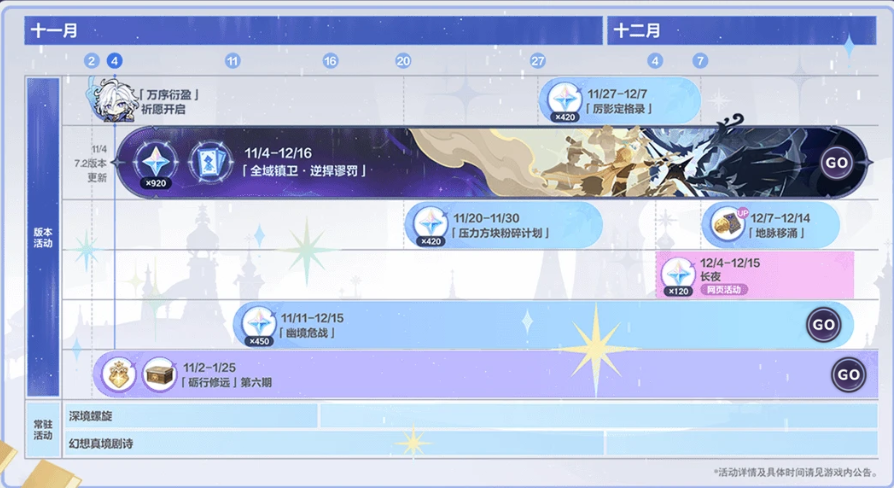 十一月
十二月
2
4
11
16
20
27
4
7
版本
活动
「万序衍盈」
祈愿开启
×420
11/27-12/7
「厉影定格录」
11/4
7.2版本
更新
×920
11/4-12/16
「全域镇卫·逆捍谬罚」
GO
×420
11/20-11/30
「压力方块粉碎计划」
UP
12/7-12/14
「地脉移涌」
×120
12/4-12/15
长夜
网页活动
×450
11/11-12/15
「幽境危战」
GO
11/2-1/25
「砺行修远」第六期
GO
常驻
活动
深境螺旋
幻想真境剧诗
*活动详情及具体时间请见游戏内公告。